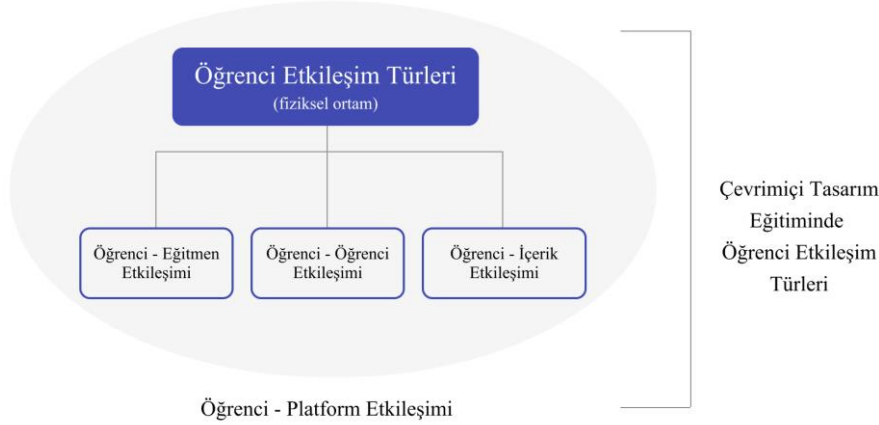 Öğrenci Etkileşim Türleri
(fiziksel ortam)
Öğrenci - Eğitmen
Etkileşimi
Öğrenci - Öğrenci
Etkileşimi
Öğrenci - İçerik
Etkileşimi
Öğrenci - Platform Etkileşimi
Çevrimiçi Tasarım
Eğitiminde
Öğrenci Etkileşim
Türleri